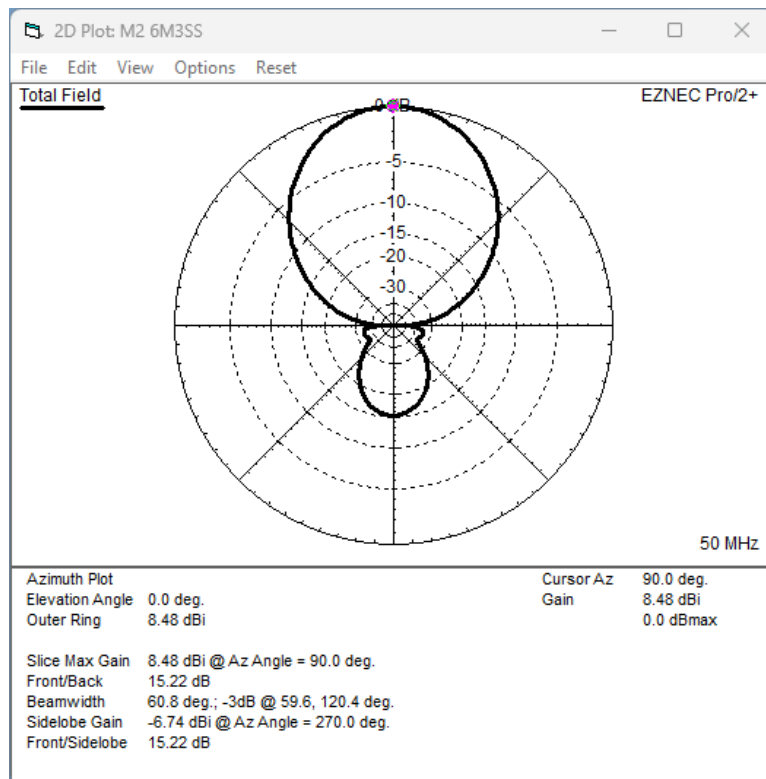 2D Plot: M2 6M3SS
File Edit View Options Reset
Total Field
EZNEC Pro/2+
0 dB
-5
-10
-15
-20
-30
50 MHz
Azimuth Plot
Elevation Angle 0.0 deg.
Outer Ring 8.48 dBi
Cursor Az 90.0 deg.
Gain 8.48 dBi
0.0 dBmax
Slice Max Gain 8.48 dBi @ Az Angle = 90.0 deg.
Front/Back 15.22 dB
Beamwidth 60.8 deg.; -3dB @ 59.6, 120.4 deg.
Sidelobe Gain -6.74 dBi @ Az Angle = 270.0 deg.
Front/Sidelobe 15.22 dB